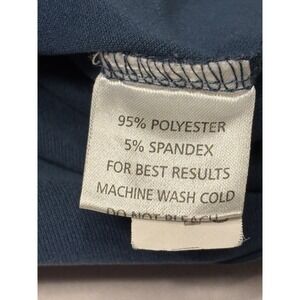 95% POLYESTER
5% SPANDEX
FOR BEST RESULTS
MACHINE WASH COLD
DO NOT BLEACH